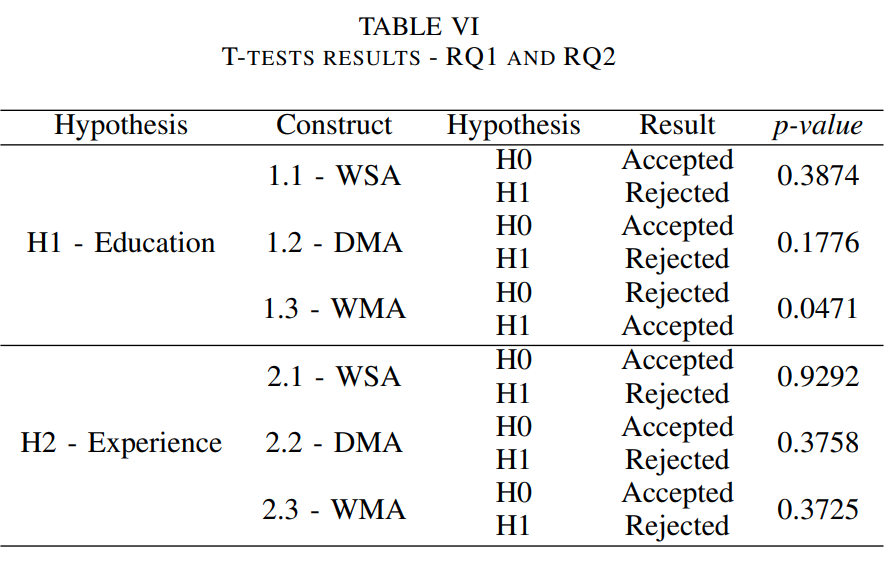 TABLE VI
T-TESTS RESULTS - RQ1 AND RQ2
Hypothesis Construct Hypothesis Result p-value
H1 - Education
1.1 - WSA H0 Accepted 0.3874
H1 Rejected
1.2 - DMA H0 Accepted 0.1776
H1 Rejected
1.3 - WMA H0 Rejected 0.0471
H1 Accepted
H2 - Experience
2.1 - WSA H0 Accepted 0.9292
H1 Rejected
2.2 - DMA H0 Accepted 0.3758
H1 Rejected
2.3 - WMA H0 Accepted 0.3725
H1 Rejected